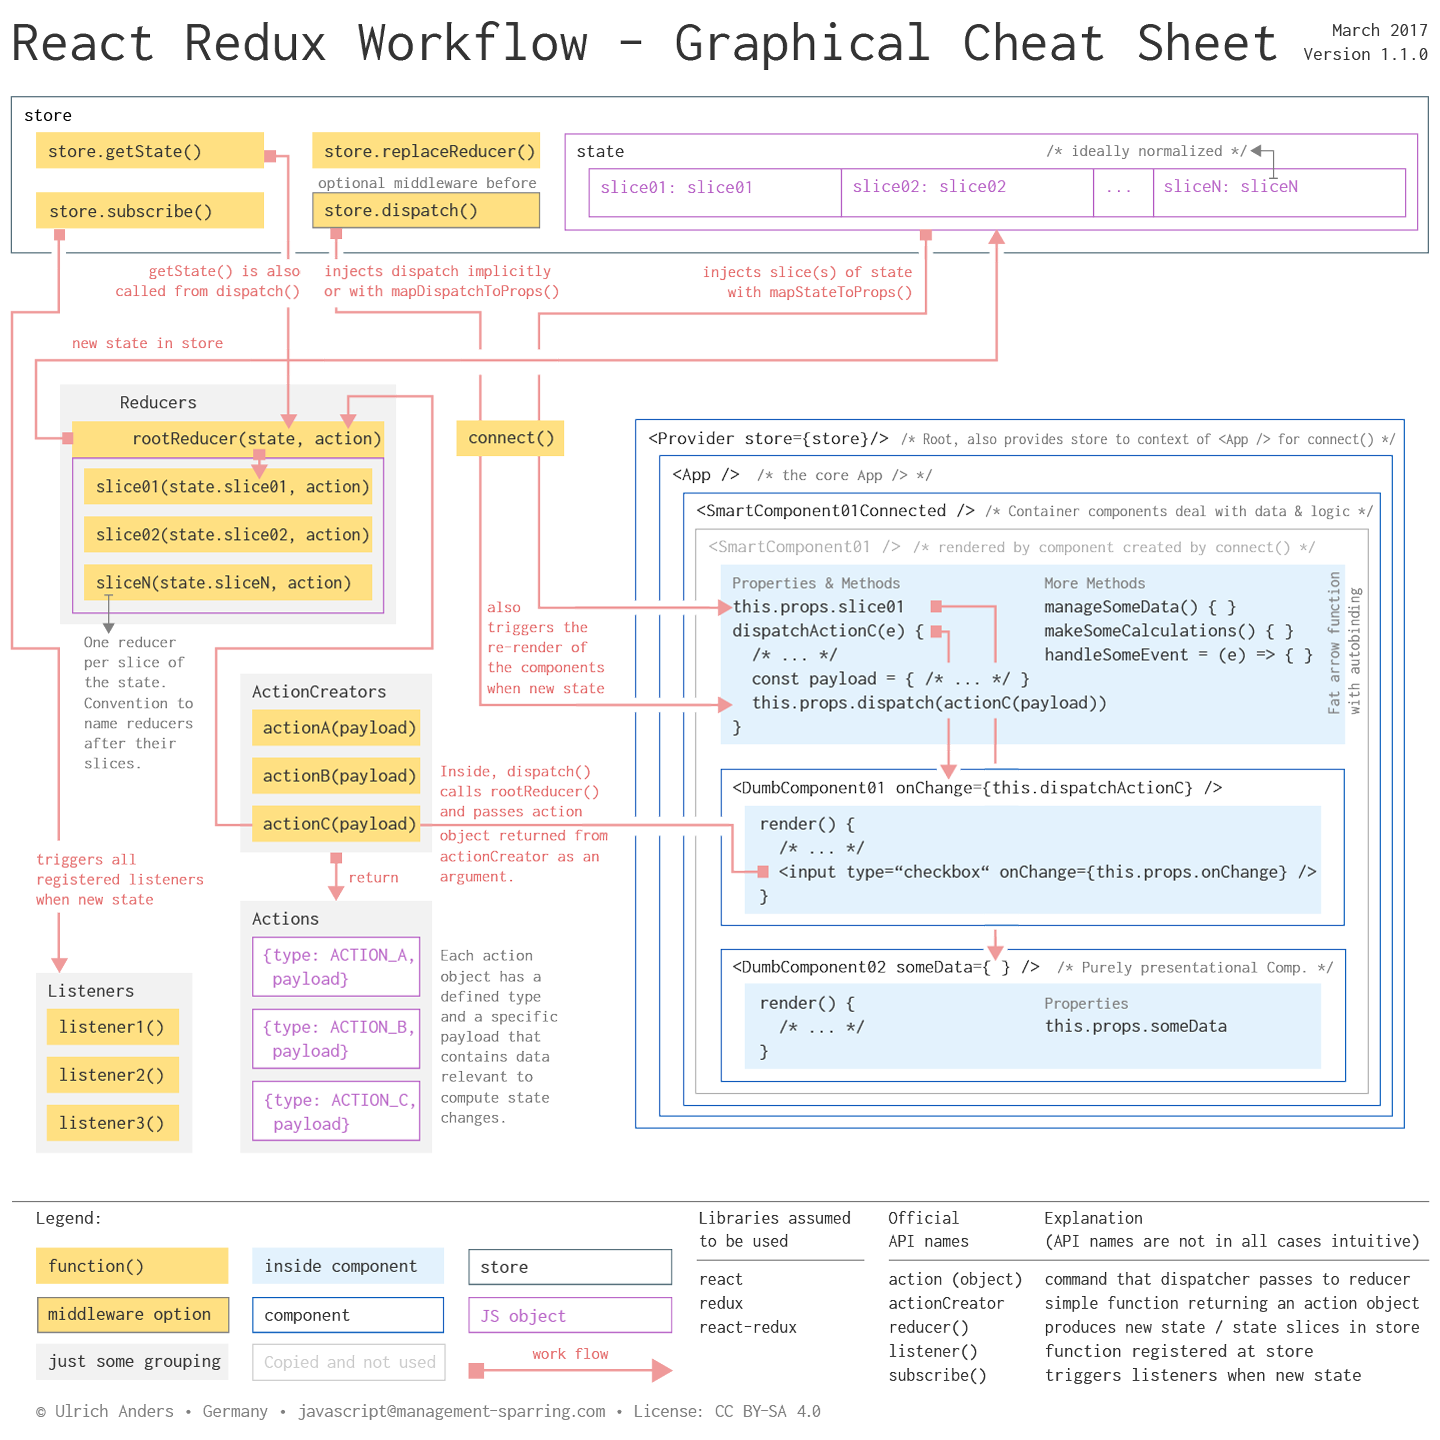 React Redux Workflow - Graphical Cheat Sheet
March 2017
Version 1.1.0
store
store.getState()
store.replaceReducer()
optional middleware before
store.subscribe()
store.dispatch()
state
/* ideally normalized */
slice01: slice01
slice02: slice02
...
sliceN: sliceN
getState() is also
called from dispatch()
injects dispatch implicitly
or with mapDispatchToProps()
injects slice(s) of state
with mapStateToProps()
new state in store
Reducers
rootReducer(state, action)
slice01(state.slice01, action)
slice02(state.slice02, action)
sliceN(state.sliceN, action)
One reducer
per slice of
the state.
Convention to
name reducers
after their
slices.
connect()
also
triggers the
re-render of
the components
when new state
ActionCreators
actionA(payload)
actionB(payload)
actionC(payload)
Inside, dispatch()
calls rootReducer()
and passes action
object returned from
actionCreator as an
argument.
return
triggers all
registered listeners
when new state
Listeners
listener1()
listener2()
listener3()
Actions
{type: ACTION_A,
payload}
{type: ACTION_B,
payload}
{type: ACTION_C,
payload}
Each action
object has a
defined type
and a specific
payload that
contains data
relevant to
compute state
changes.
<Provider store={store}/> /* Root, also provides store to context of <App /> for connect() */
<App /> /* the core App /> */
<SmartComponent01Connected /> /* Container components deal with data & logic */
<SmartComponent01 /> /* rendered by component created by connect() */
Properties & Methods
this.props.slice01
dispatchActionC(e) {
/* ... */
const payload = { /* ... */ }
this.props.dispatch(actionC(payload))
}
More Methods
manageSomeData() { }
makeSomeCalculations() { }
handleSomeEvent = (e) => { }
Fat arrow function
with autobinding
<DumbComponent01 onChange={this.dispatchActionC} />
render() {
/* ... */
<input type=“checkbox“ onChange={this.props.onChange} />
}
<DumbComponent02 someData={ } /> /* Purely presentational Comp. */
render() {
/* ... */
}
Properties
this.props.someData
Legend:
function()
inside component
store
middleware option
component
JS object
just some grouping
Copied and not used
work flow
Libraries assumed
to be used
react
redux
react-redux
Official
API names
Explanation
(API names are not in all cases intuitive)
action (object) command that dispatcher passes to reducer
actionCreator simple function returning an action object
reducer() produces new state / state slices in store
listener() function registered at store
subscribe() triggers listeners when new state
© Ulrich Anders • Germany • javascript@management-sparring.com • License: CC BY-SA 4.0